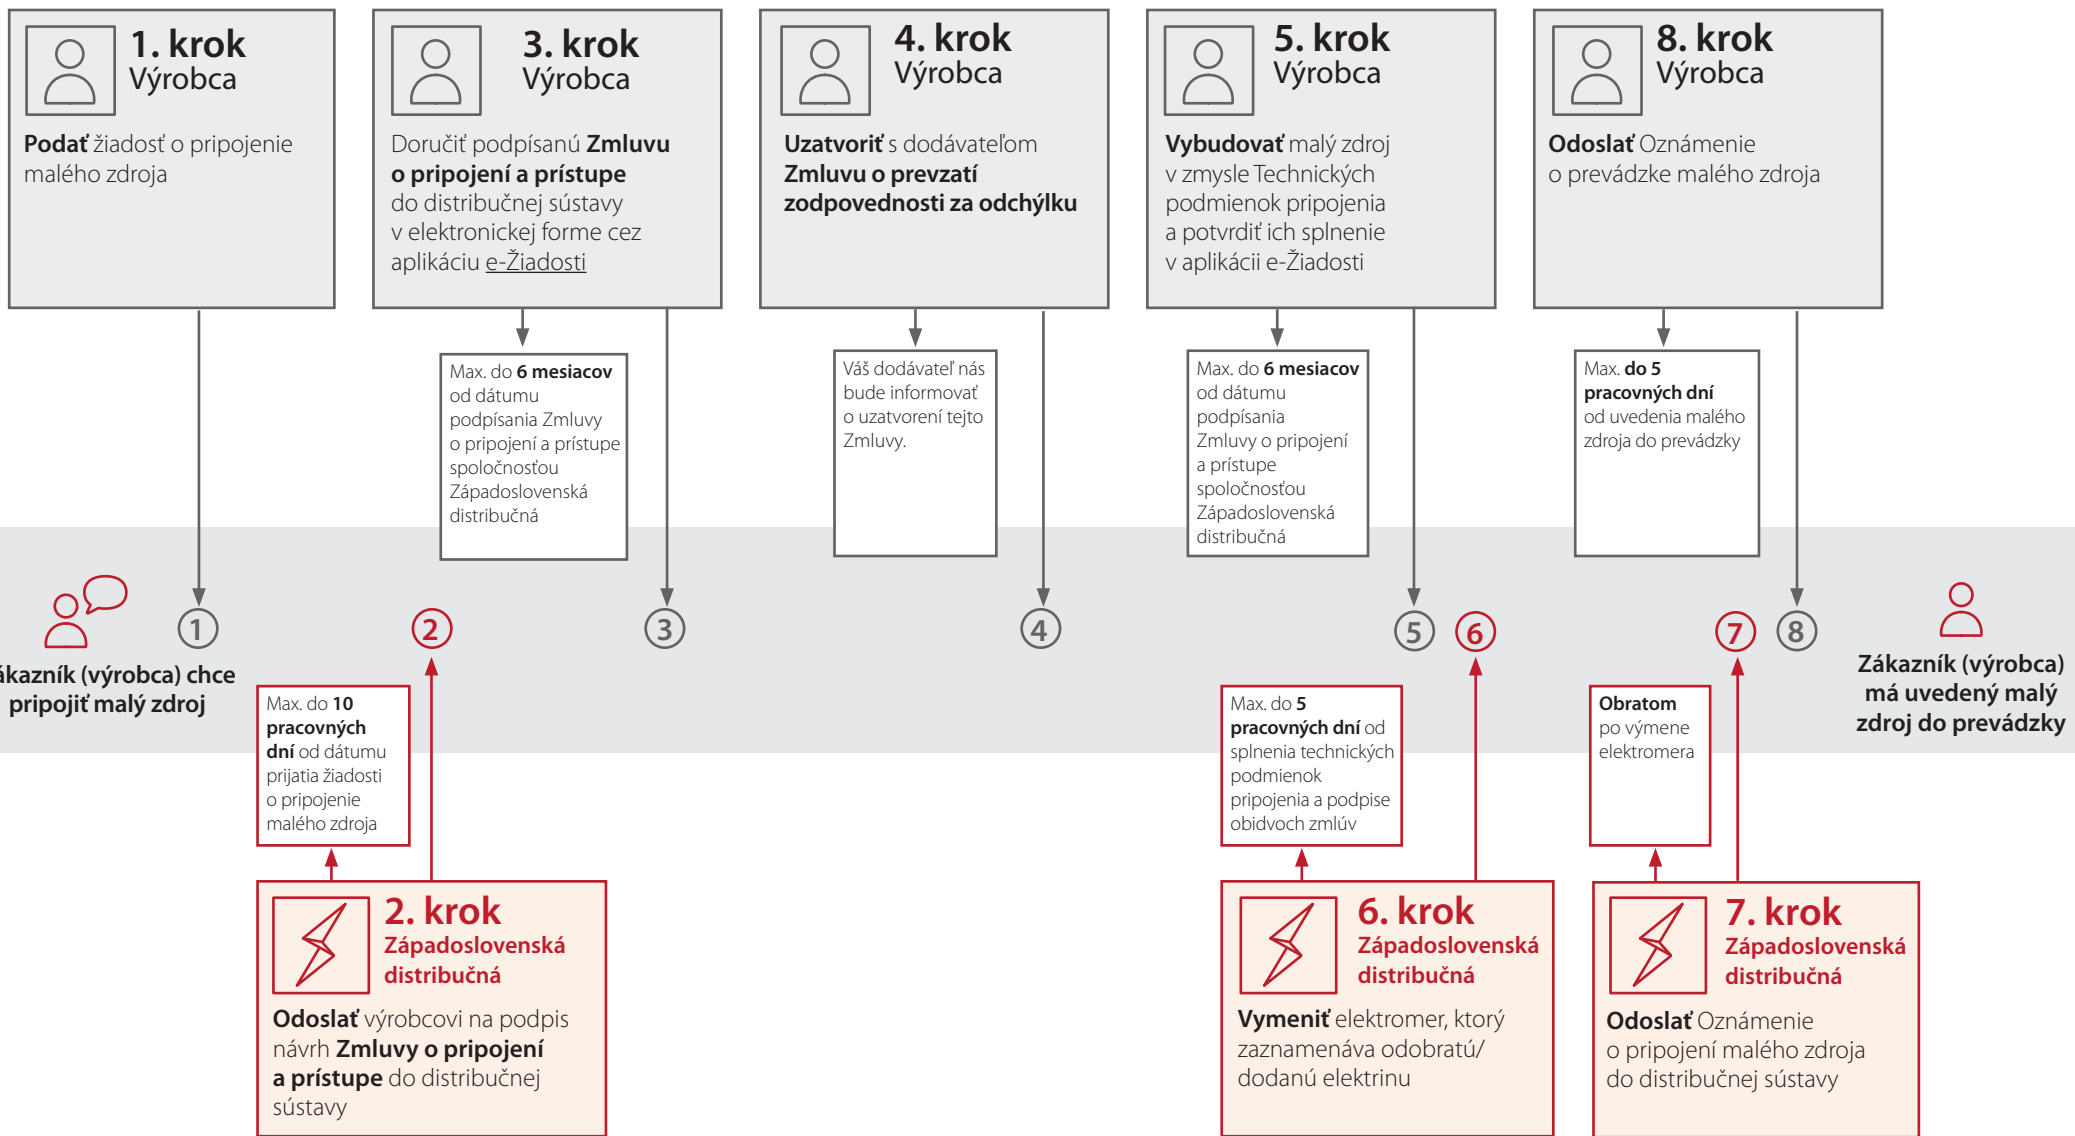 1. krok
Výrobca
Podať žiadosť o pripojenie
malého zdroja
3. krok
Výrobca
Doručiť podpísanú Zmluvu
o pripojení a prístupe
do distribučnej sústavy
v elektronickej forme cez
aplikáciu e-Žiadosti
4. krok
Výrobca
Uzatvoriť s dodávateľom
Zmluvu o prevzatí
zodpovednosti za odchýlku
5. krok
Výrobca
Vybudovať malý zdroj
v zmysle Technických
podmienok pripojenia
a potvrdiť ich splnenie
v aplikácii e-Žiadosti
8. krok
Výrobca
Odoslať Oznámenie
o prevádzke malého zdroja
Max. do 6 mesiacov
od dátumu
podpísania Zmluvy
o pripojení a prístupe
spoločnosťou
Západoslovenská
distribučná
Váš dodávateľ nás
bude informovať
o uzatvorení tejto
Zmluvy.
Max. do 6 mesiacov
od dátumu
podpísania
Zmluvy o pripojení
a prístupe
spoločnosťou
Západoslovenská
distribučná
Max. do 5
pracovných dní
od uvedenia malého
zdroja do prevádzky
1
2
3
4
5
6
7
8
ákazník (výrobca) chce
pripojiť malý zdroj
Zákazník (výrobca)
má uvedený malý
zdroj do prevádzky
Max. do 10
pracovných
dní od dátumu
prijatia žiadosti
o pripojenie
malého zdroja
Max. do 5
pracovných dní od
splnenia technických
podmienok
pripojenia a podpise
obidvoch zmlúv
Obratom
po výmene
elektromera
2. krok
Západoslovenská
distribučná
Odoslať výrobcovi na podpis
návrh Zmluvy o pripojení
a prístupe do distribučnej
sústavy
6. krok
Západoslovenská
distribučná
Vymeniť elektromer, ktorý
zaznamenáva odobratú/
dodanú elektrinu
7. krok
Západoslovenská
distribučná
Odoslať Oznámenie
o pripojení malého zdroja
do distribučnej sústavy